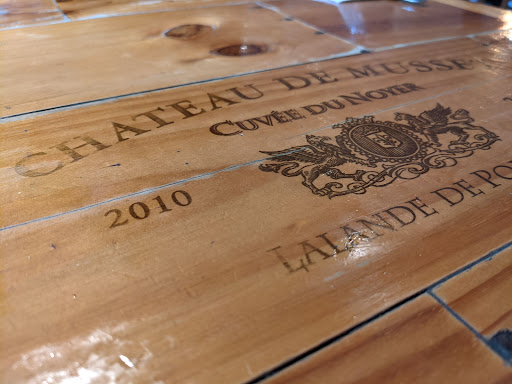 CHATEAU DE MUSSE
CUVÉE DU NOYER
2010
LALANDE DE PO